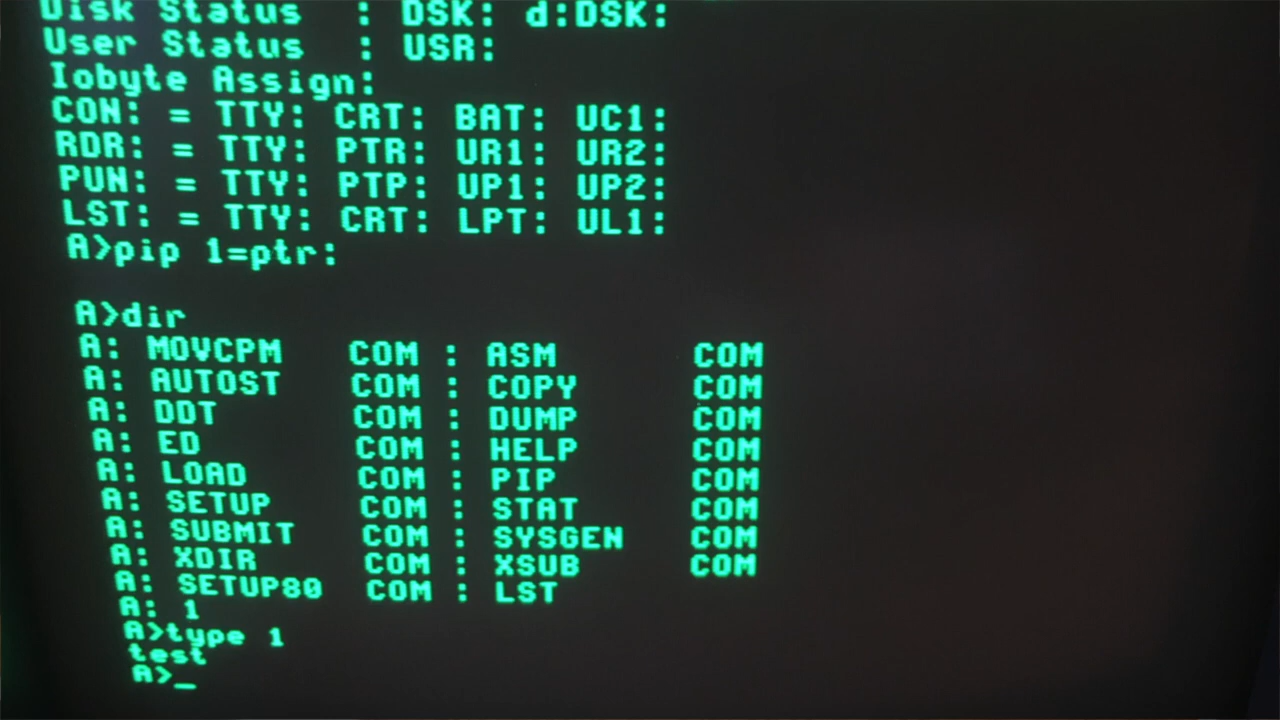 Disk Status : DSK: d:DSK:
User Status : USR:
Iobyte Assign:
CON: = TTY: CRT: BAT: UC1:
RDR: = TTY: PTR: UR1: UR2:
PUN: = TTY: PTP: UP1: UP2:
LST: = TTY: CRT: LPT: UL1:
A>pip 1=ptr:
A>dir
A: MOVCPM COM : ASM COM
A: AUTOST COM : COPY COM
A: DDT COM : DUMP COM
A: ED COM : HELP COM
A: LOAD COM : PIP COM
A: SETUP COM : STAT COM
A: SUBMIT COM : SYSGEN COM
A: XDIR COM : XSUB COM
A: SETUP80 COM : LST
A: 1
A>type 1
test
A>_